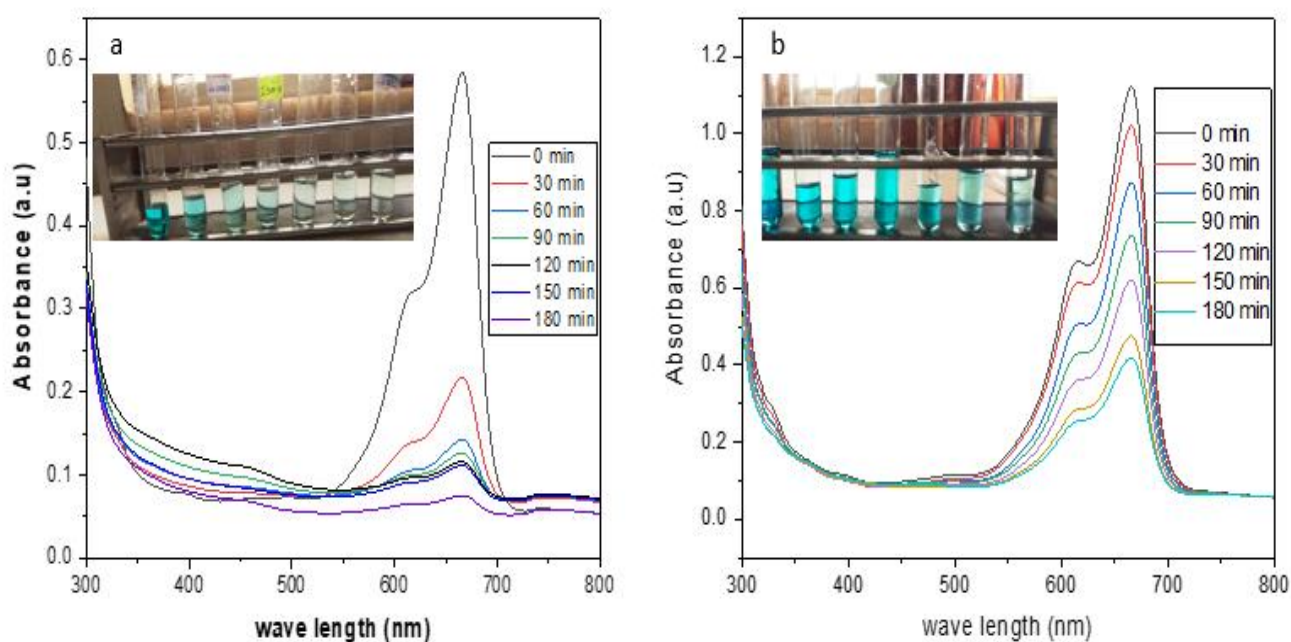 a
0.6
0.5
0.4
0.3
0.2
0.1
0.0
Absorbance (a.u)
300 400 500 600 700 800
wave length (nm)
0 min
30 min
60 min
90 min
120 min
150 min
180 min
b
1.2
1.0
0.8
0.6
0.4
0.2
0.0
Absorbance (a.u)
300 400 500 600 700 800
wave length (nm)
0 min
30 min
60 min
90 min
120 min
150 min
180 min